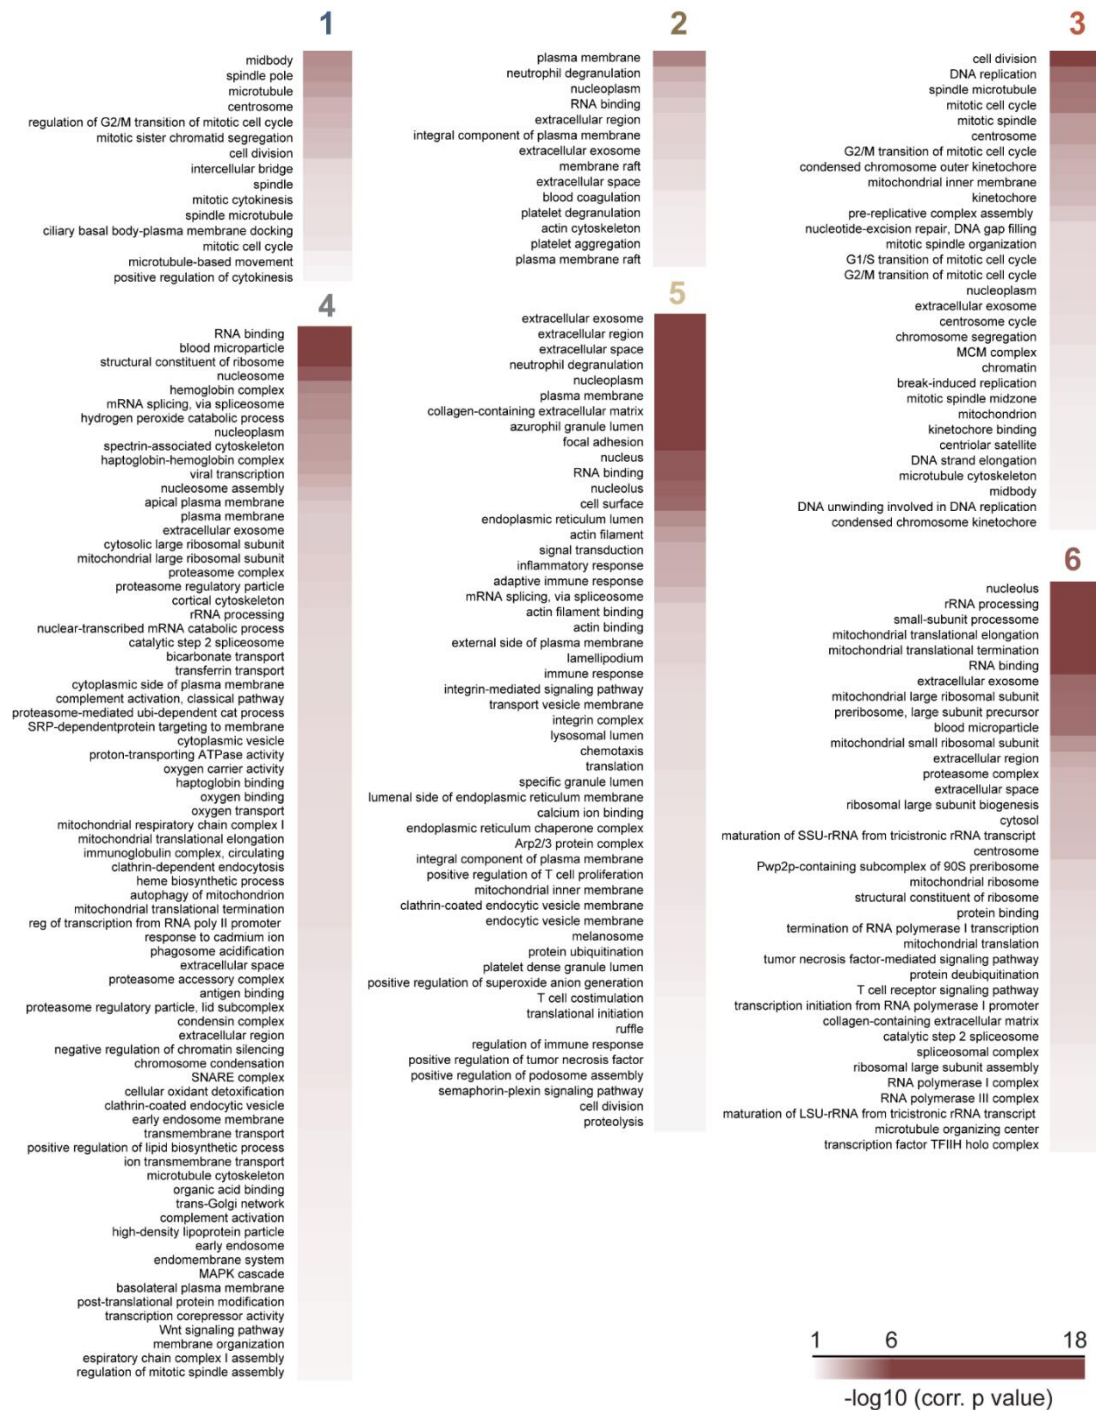 1
midbody
spindle pole
microtubule
centrosome
regulation of G2/M transition of mitotic cell cycle
mitotic sister chromatid segregation
cell division
intercellular bridge
spindle
mitotic cytokinesis
spindle microtubule
ciliary basal body-plasma membrane docking
mitotic cell cycle
microtubule-based movement
positive regulation of cytokinesis
2
plasma membrane
neutrophil degranulation
nucleoplasm
RNA binding
extracellular region
integral component of plasma membrane
extracellular exosome
membrane raft
extracellular space
blood coagulation
platelet degranulation
actin cytoskeleton
platelet aggregation
plasma membrane raft
3
cell division
DNA replication
spindle microtubule
mitotic cell cycle
mitotic spindle
centrosome
G2/M transition of mitotic cell cycle
condensed chromosome outer kinetochore
mitochondrial inner membrane
kinetochore
pre-replicative complex assembly
nucleotide-excision repair, DNA gap filling
mitotic spindle organization
G1/S transition of mitotic cell cycle
G2/M transition of mitotic cell cycle
nucleoplasm
extracellular exosome
centrosome cycle
chromosome segregation
MCM complex
chromatin
break-induced replication
mitotic spindle midzone
mitochondrion
kinetochore binding
centriolar satellite
DNA strand elongation
microtubule cytoskeleton
midbody
DNA unwinding involved in DNA replication
condensed chromosome kinetochore
4
RNA binding
blood microparticle
structural constituent of ribosome
nucleosome
hemoglobin complex
mRNA splicing, via spliceosome
hydrogen peroxide catabolic process
nucleoplasm
spectrin-associated cytoskeleton
haptoglobin-hemoglobin complex
viral transcription
nucleosome assembly
apical plasma membrane
plasma membrane
extracellular exosome
cytosolic large ribosomal subunit
mitochondrial large ribosomal subunit
proteasome complex
proteasome regulatory particle
cortical cytoskeleton
rRNA processing
nuclear-transcribed mRNA catabolic process
catalytic step 2 spliceosome
bicarbonate transport
transferrin transport
cytoplasmic side of plasma membrane
complement activation, classical pathway
proteasome-mediated ubi-dependent cat process
SRP-dependentprotein targeting to membrane
cytoplasmic vesicle
proton-transporting ATPase activity
oxygen carrier activity
haptoglobin binding
oxygen binding
oxygen transport
mitochondrial respiratory chain complex I
mitochondrial translational elongation
immunoglobulin complex, circulating
clathrin-dependent endocytosis
heme biosynthetic process
autophagy of mitochondrion
mitochondrial translational termination
reg of transcription from RNA poly II promoter
response to cadmium ion
phagosome acidification
extracellular space
proteasome accessory complex
antigen binding
proteasome regulatory particle, lid subcomplex
condensin complex
extracellular region
negative regulation of chromatin silencing
chromosome condensation
SNARE complex
cellular oxidant detoxification
clathrin-coated endocytic vesicle
early endosome membrane
transmembrane transport
positive regulation of lipid biosynthetic process
ion transmembrane transport
microtubule cytoskeleton
organic acid binding
trans-Golgi network
complement activation
high-density lipoprotein particle
early endosome
endomembrane system
MAPK cascade
basolateral plasma membrane
post-translational protein modification
transcription corepressor activity
Wnt signaling pathway
membrane organization
espiratory chain complex I assembly
regulation of mitotic spindle assembly
5
extracellular exosome
extracellular region
extracellular space
neutrophil degranulation
nucleoplasm
plasma membrane
collagen-containing extracellular matrix
azurophil granule lumen
focal adhesion
nucleus
RNA binding
nucleolus
cell surface
endoplasmic reticulum lumen
actin filament
signal transduction
inflammatory response
adaptive immune response
mRNA splicing, via spliceosome
actin filament binding
actin binding
external side of plasma membrane
lamellipodium
immune response
integrin-mediated signaling pathway
transport vesicle membrane
integrin complex
lysosomal lumen
chemotaxis
translation
specific granule lumen
lumenal side of endoplasmic reticulum membrane
calcium ion binding
endoplasmic reticulum chaperone complex
Arp2/3 protein complex
integral component of plasma membrane
positive regulation of T cell proliferation
mitochondrial inner membrane
clathrin-coated endocytic vesicle membrane
endocytic vesicle membrane
melanosome
protein ubiquitination
platelet dense granule lumen
positive regulation of superoxide anion generation
T cell costimulation
translational initiation
ruffle
regulation of immune response
positive regulation of tumor necrosis factor
positive regulation of podosome assembly
semaphorin-plexin signaling pathway
cell division
proteolysis
6
nucleolus
rRNA processing
small-subunit processome
mitochondrial translational elongation
mitochondrial translational termination
RNA binding
extracellular exosome
mitochondrial large ribosomal subunit
preribosome, large subunit precursor
blood microparticle
mitochondrial small ribosomal subunit
extracellular region
proteasome complex
extracellular space
ribosomal large subunit biogenesis
cytosol
maturation of SSU-rRNA from tricistronic rRNA transcript
centrosome
Pwp2p-containing subcomplex of 90S preribosome
mitochondrial ribosome
structural constituent of ribosome
protein binding
termination of RNA polymerase I transcription
mitochondrial translation
tumor necrosis factor-mediated signaling pathway
protein deubiquitination
T cell receptor signaling pathway
transcription initiation from RNA polymerase I promoter
collagen-containing extracellular matrix
catalytic step 2 spliceosome
spliceosomal complex
ribosomal large subunit assembly
RNA polymerase I complex
RNA polymerase III complex
maturation of LSU-rRNA from tricistronic rRNA transcript
microtubule organizing center
transcription factor TFIIH holo complex
1 6 18
-log10 (corr. p value)